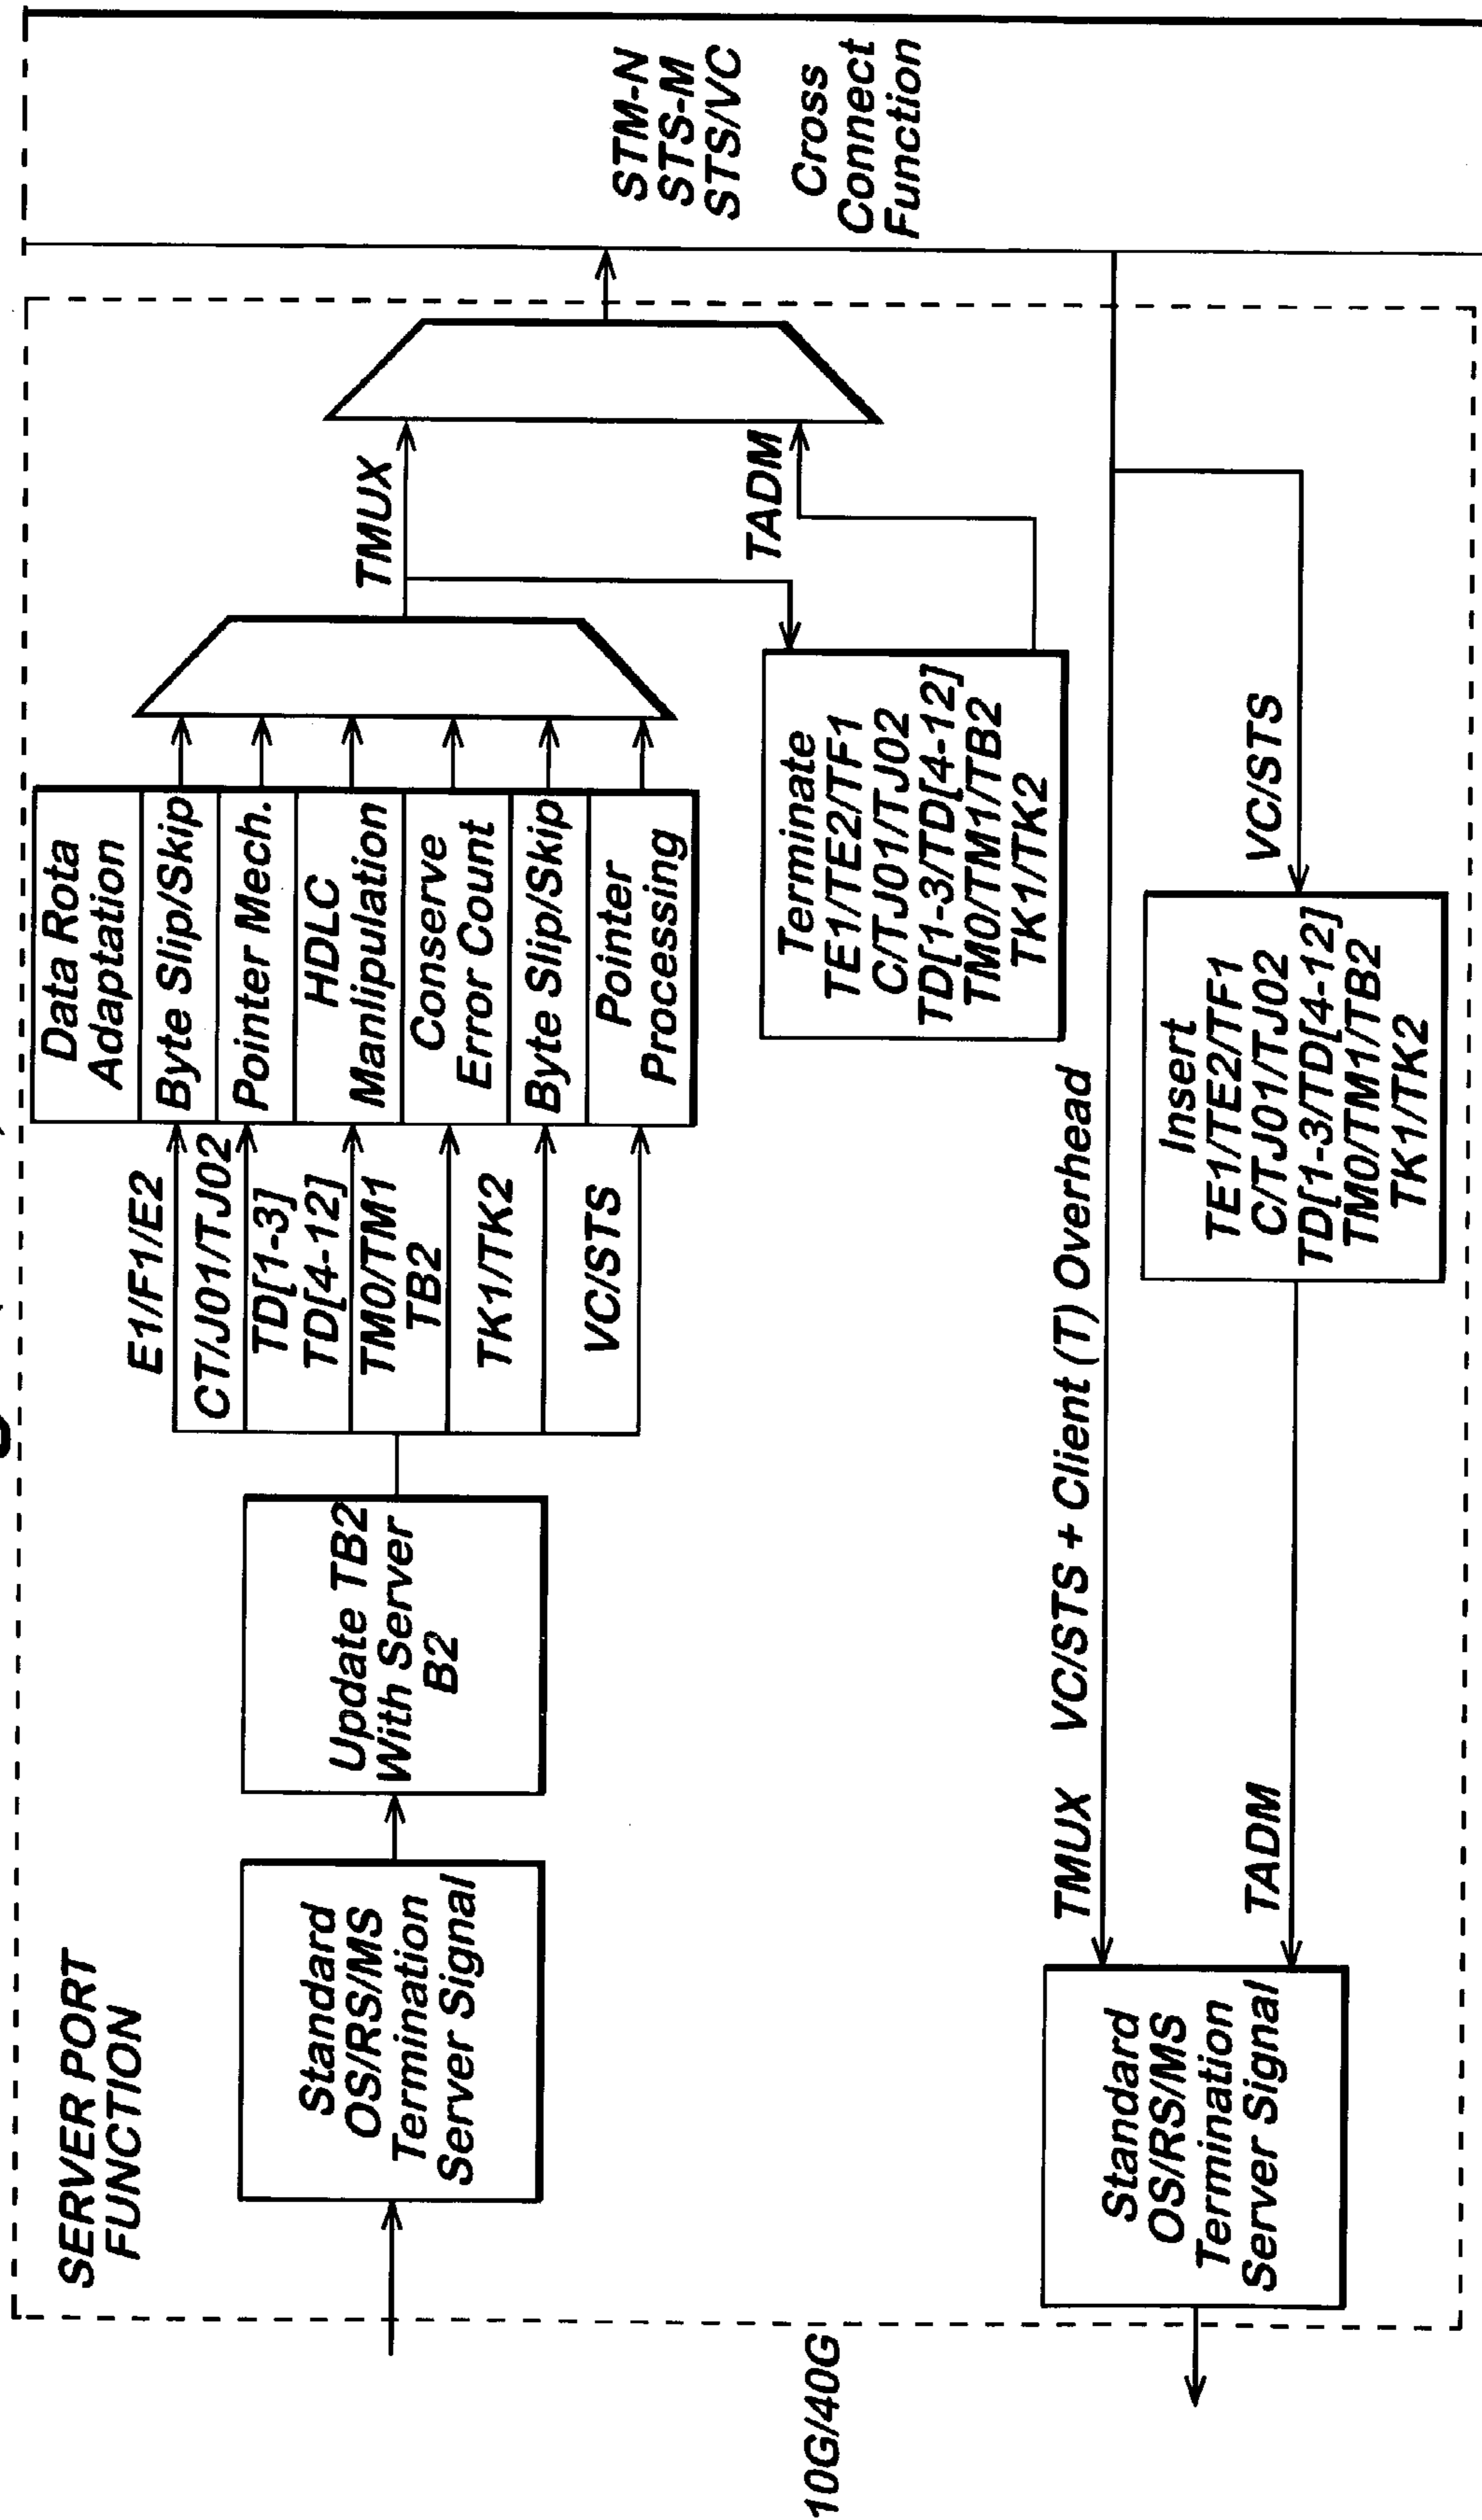 SERVER PORT
FUNCTION
10G/40G
Standard
OS/RS/MS
Termination
Server Signal
Update TB2
With Server
B2
E1/F1/E2
CT/J01/TJ02
TD[1-3]
TD[4-12]
TM0/TM1
TB2
TK1/TK2
VC/STS
Data Rota
Adaptation
Byte Slip/Skip
Pointer Mech.
HDLC
Manlipulation
Conserve
Error Count
Byte Slip/Skip
Pointer
Processing
TMUX
TADM
Terminate
TE1/TE2/TF1
C/TJ01/TJ02
TD[1-3/TD[4-12]
TM0/TM1/TB2
TK1/TK2
STM-N
STS-M
STS/VC
Cross
Connect
Function
TMUX
VC/STS + Client (T) Overhead
TADM
VC/STS
Insert
TE1/TE2/TF1
C/TJ01/TJ02
TD[1-3/TD[4-12]
TM0/TM1/TB2
TK1/TK2
Standard
OS/RS/MS
Termination
Server Signal